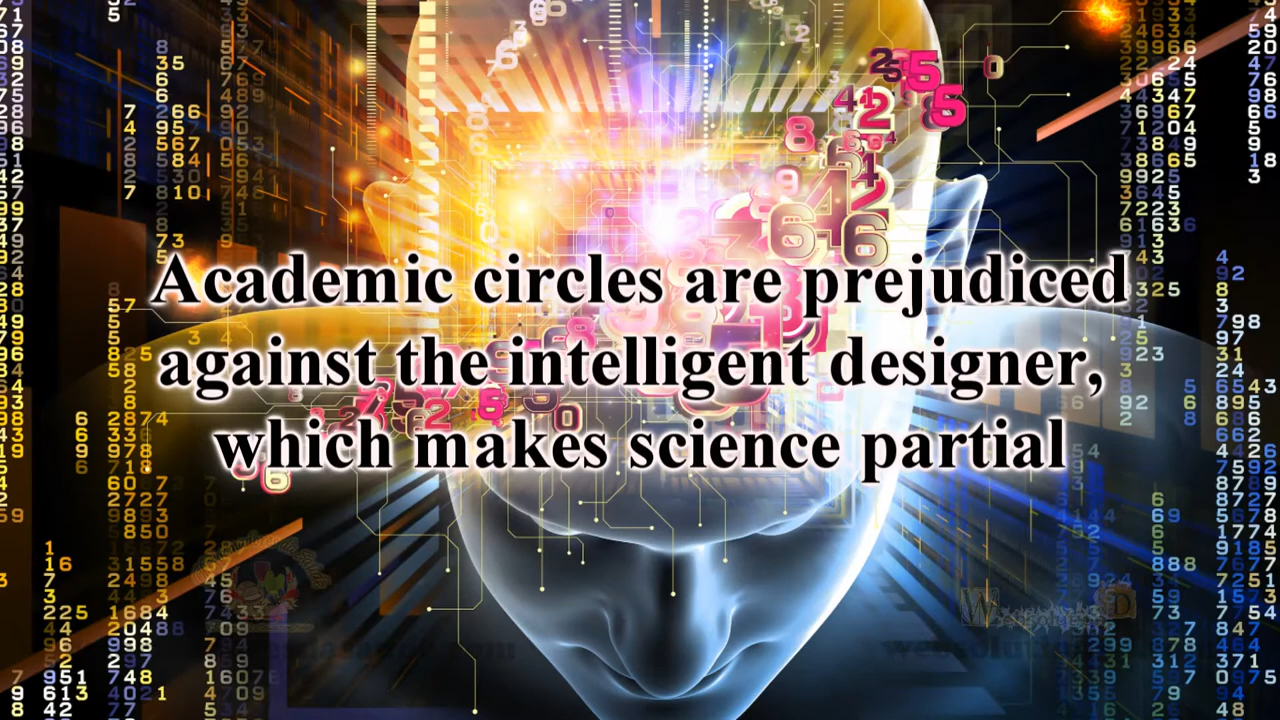 Academic circles are prejudiced
against the intelligent designer,
which makes science partial